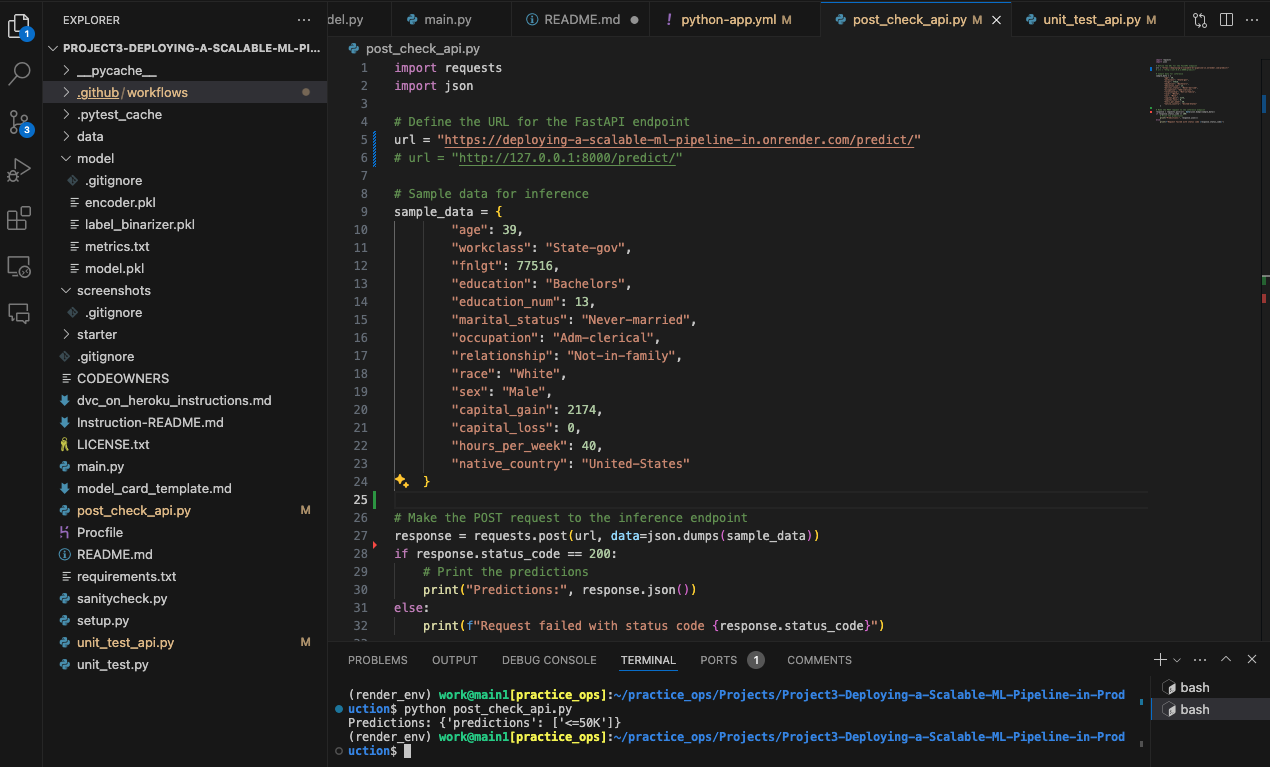 EXPLORER
PROJECT3-DEPLOYING-A-SCALABLE-ML-PI...
__pycache__
.github/workflows
.pytest_cache
data
model
.gitignore
encoder.pkl
label_binarizer.pkl
metrics.txt
model.pkl
screenshots
.gitignore
starter
.gitignore
CODEOWNERS
dvc_on_heroku_instructions.md
Instruction-README.md
LICENSE.txt
main.py
model_card_template.md
post_check_api.py M
Procfile
README.md
requirements.txt
sanitycheck.py
setup.py
unit_test_api.py M
unit_test.py
1
3
del.py main.py README.md python-app.yml M post_check_api.py M unit_test_api.py M
post_check_api.py
1 import requests
2 import json
3
4 # Define the URL for the FastAPI endpoint
5 url = "https://deploying-a-scalable-ml-pipeline-in.onrender.com/predict/"
6 # url = "http://127.0.0.1:8000/predict/"
7
8 # Sample data for inference
9 sample_data = {
10 "age": 39,
11 "workclass": "State-gov",
12 "fnlgt": 77516,
13 "education": "Bachelors",
14 "education_num": 13,
15 "marital_status": "Never-married",
16 "occupation": "Adm-clerical",
17 "relationship": "Not-in-family",
18 "race": "White",
19 "sex": "Male",
20 "capital_gain": 2174,
21 "capital_loss": 0,
22 "hours_per_week": 40,
23 "native_country": "United-States"
24 }
25
26 # Make the POST request to the inference endpoint
27 response = requests.post(url, data=json.dumps(sample_data))
28 if response.status_code == 200:
29 # Print the predictions
30 print("Predictions:", response.json())
31 else:
32 print(f"Request failed with status code {response.status_code}")
PROBLEMS OUTPUT DEBUG CONSOLE TERMINAL PORTS 1 COMMENTS
(render_env) work@main1[practice_ops]:~/practice_ops/Projects/Project3-Deploying-a-Scalable-ML-Pipeline-in-Prod
uction$ python post_check_api.py
Predictions: {'predictions': ['<=50K']}
(render_env) work@main1[practice_ops]:~/practice_ops/Projects/Project3-Deploying-a-Scalable-ML-Pipeline-in-Prod
uction$
bash
bash